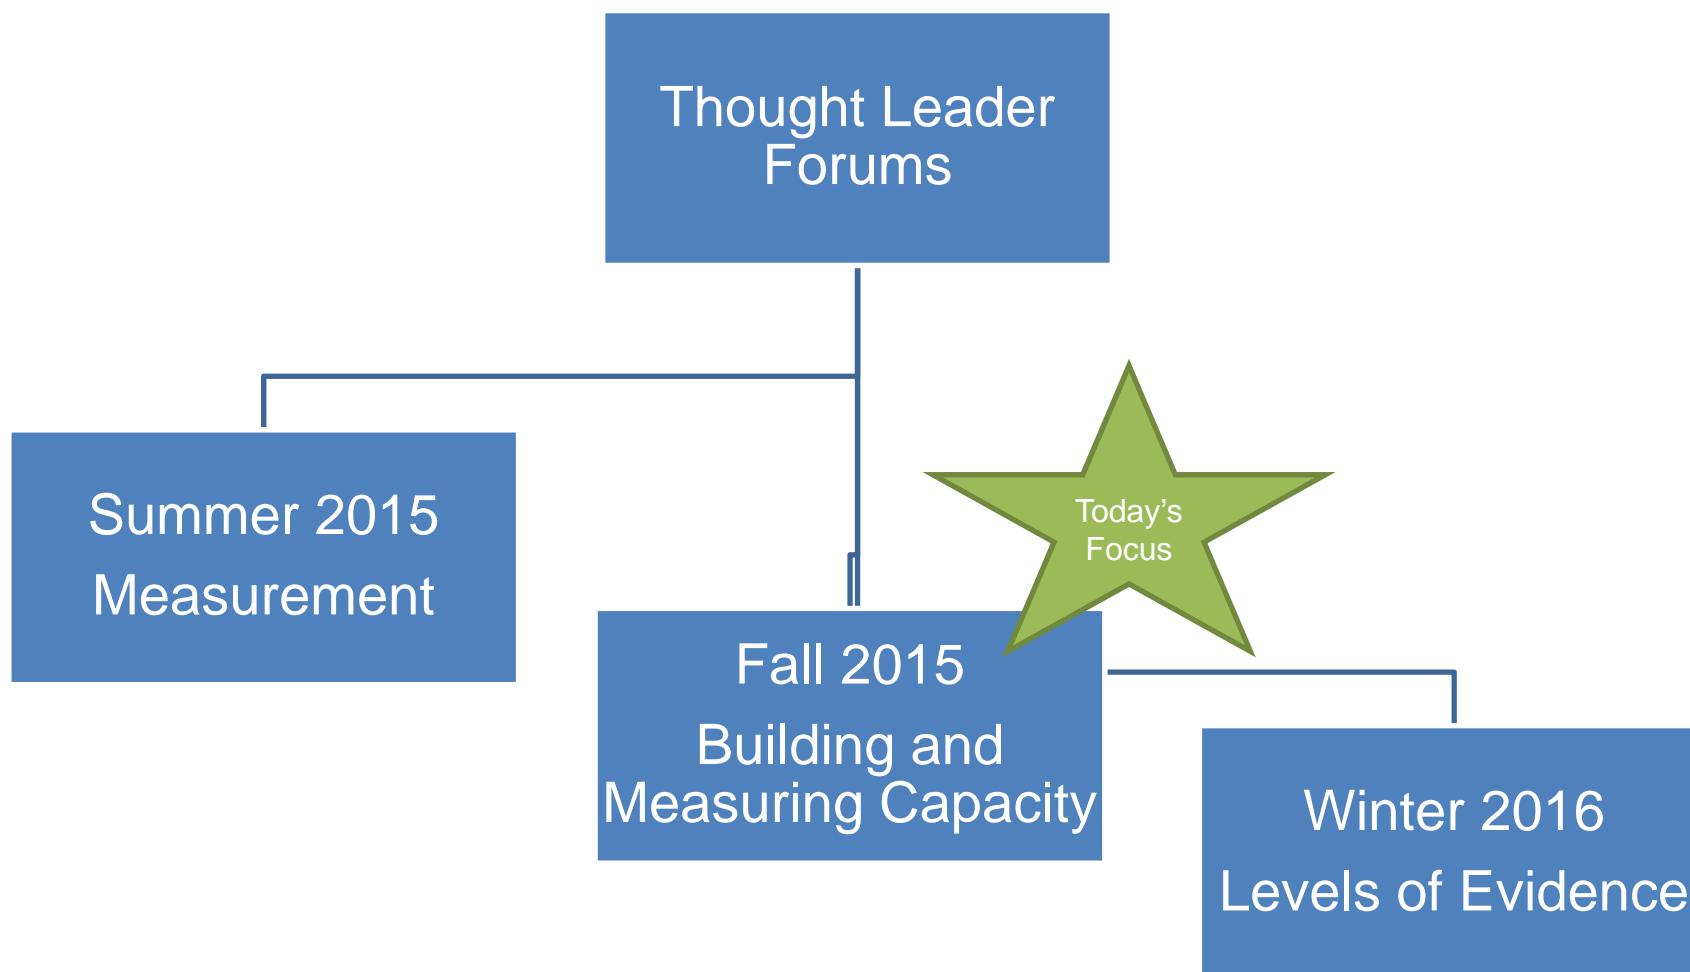 Thought Leader
Forums
Summer 2015
Measurement
Today’s
Focus
Fall 2015
Building and
Measuring Capacity
Winter 2016
Levels of Evidence